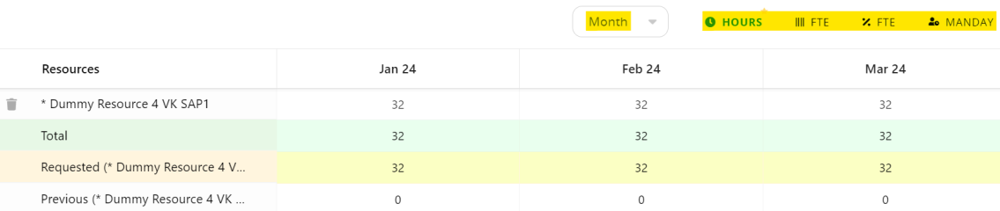 Month HOURS FTE FTE MANDAY
Resources Jan 24 Feb 24 Mar 24
* Dummy Resource 4 VK SAP1 32 32 32
Total 32 32 32
Requested (* Dummy Resource 4 V... 32 32 32
Previous (* Dummy Resource 4 VK ... 0 0 0